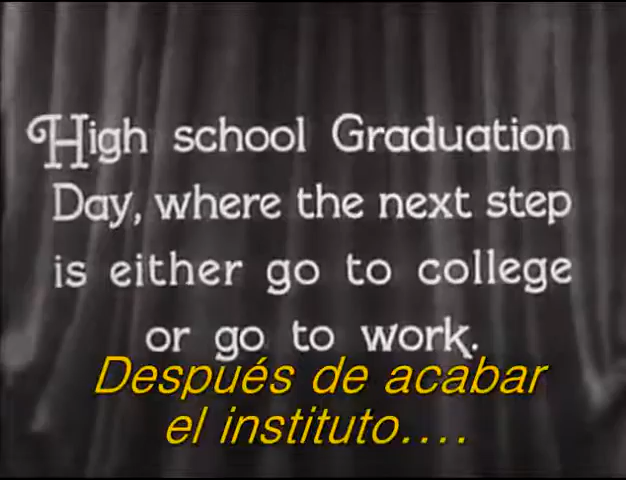 High school Graduation
Day, where the next step
is either go to college
or go to work.
Después de acabar
el instituto....